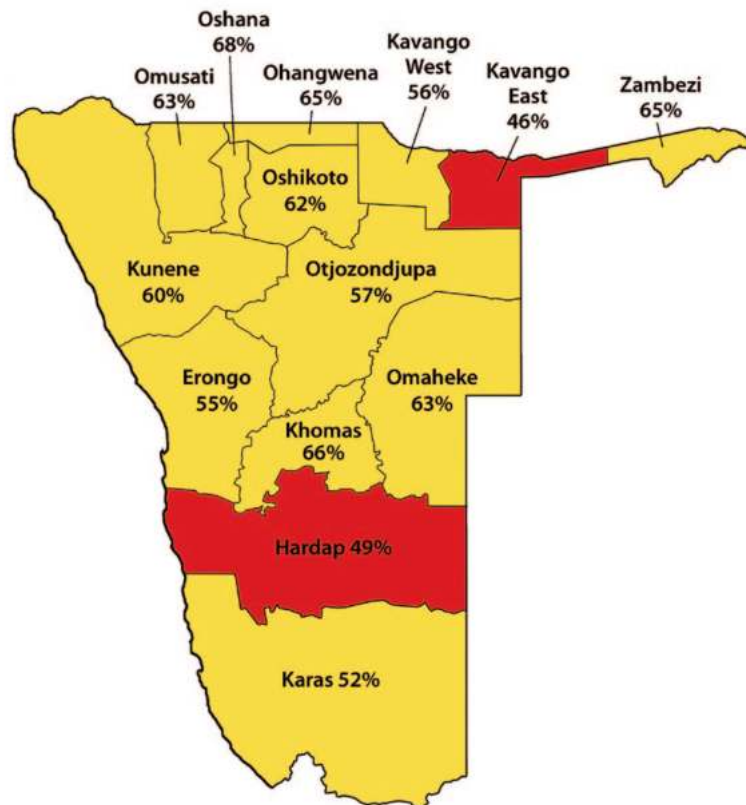 Oshana
68%
Omusati
63%
Ohangwena
65%
Kavango
West
56%
Kavango
East
46%
Zambezi
65%
Oshikoto
62%
Kunene
60%
Otjozondjupa
57%
Erongo
55%
Omaheke
63%
Khomas
66%
Hardap 49%
Karas 52%